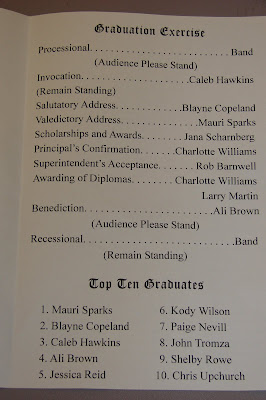 Graduation Exercise
Processional. . . . . . . . . . . . . . . . . . . . . . . Band
(Audience Please Stand)
Invocation. . . . . . . . . . . . . . . . . .Caleb Hawkins
(Remain Standing)
Salutatory Address. . . . . . . . . . . .Blayne Copeland
Valedictory Address. . . . . . . . . . . . . .Mauri Sparks
Scholarships and Awards. . . . . . . Jana Scharnberg
Principal's Confirmation. . . . . . Charlotte Williams
Superintendent's Acceptance. . . . . . Rob Barnwell
Awarding of Diplomas. . . . . . . Charlotte Williams
Larry Martin
Benediction. . . . . . . . . . . . . . . . . . . . . .Ali Brown
(Audience Please Stand)
Recessional. . . . . . . . . . . . . . . . . . . . . . . .Band
(Remain Standing)
Top Ten Graduates
1. Mauri Sparks
2. Blayne Copeland
3. Caleb Hawkins
4. Ali Brown
5. Jessica Reid
6. Kody Wilson
7. Paige Nevill
8. John Tromza
9. Shelby Rowe
10. Chris Upchurch